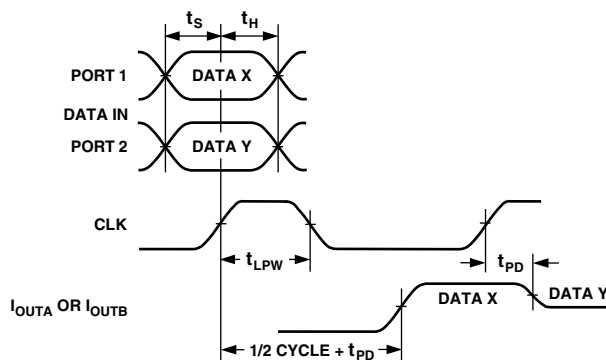 tS tH
PORT 1 DATA X
DATA IN
PORT 2 DATA Y
CLK
tLPW tPD
IOUTA OR IOUTB DATA X DATA Y
1/2 CYCLE + tPD